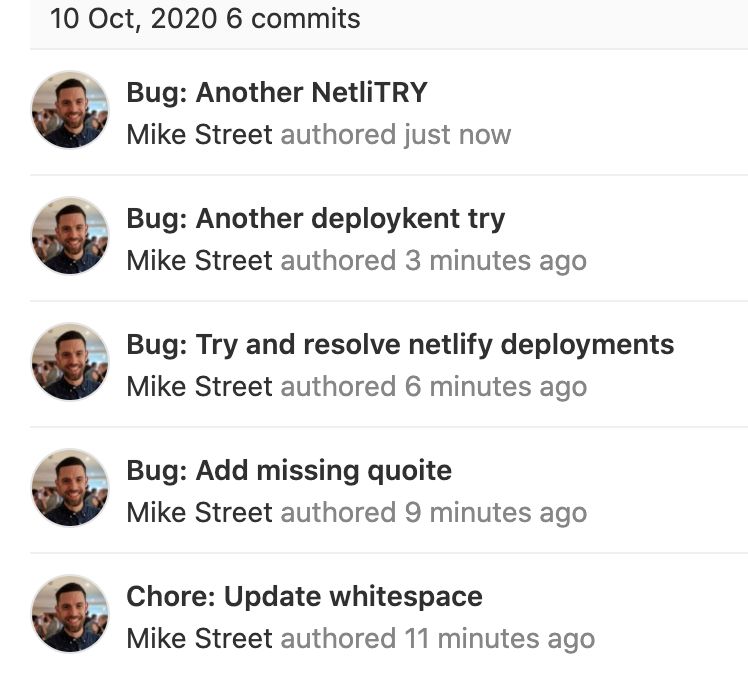 10 Oct, 2020 6 commits
Bug: Another NetliTRY
Mike Street authored just now
Bug: Another deploykent try
Mike Street authored 3 minutes ago
Bug: Try and resolve netlify deployments
Mike Street authored 6 minutes ago
Bug: Add missing quoite
Mike Street authored 9 minutes ago
Chore: Update whitespace
Mike Street authored 11 minutes ago